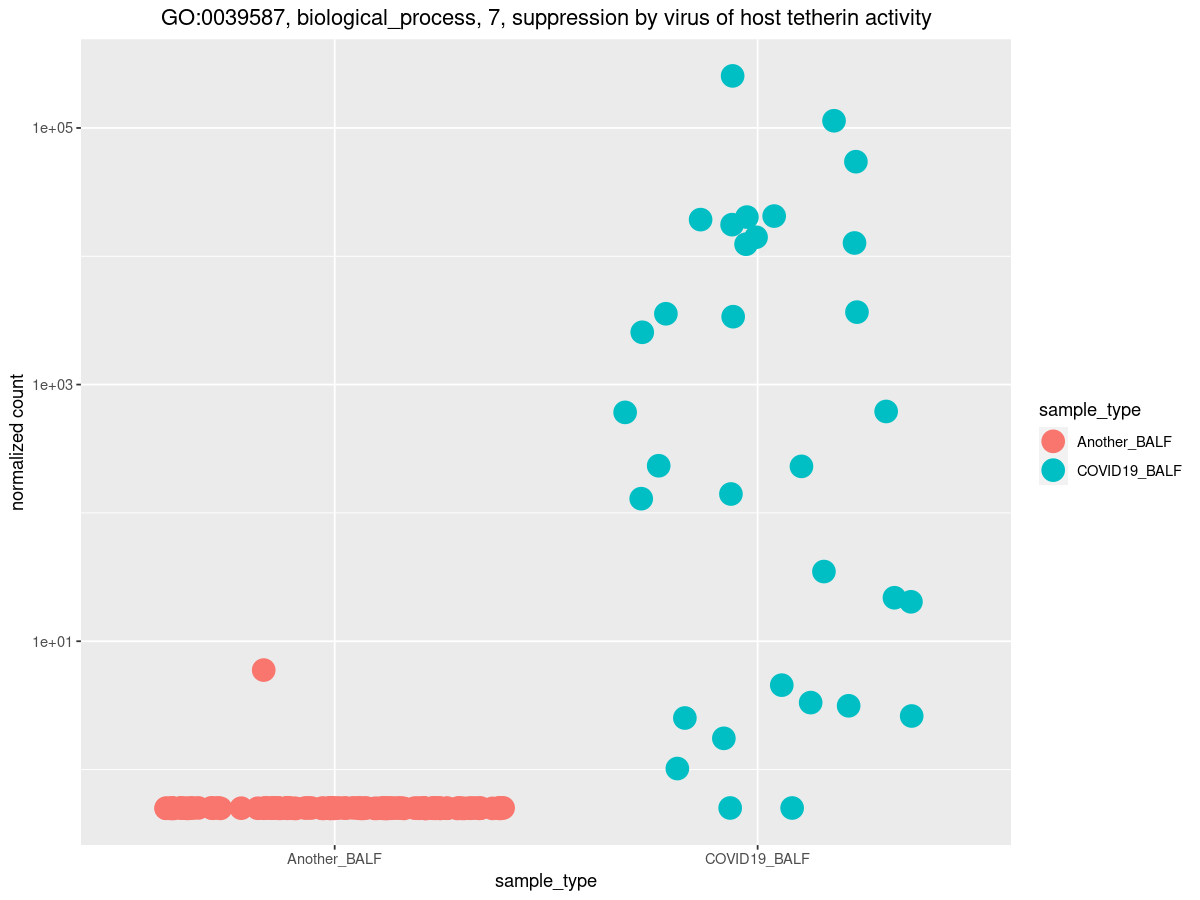 GO:0039587, biological_process, 7, suppression by virus of host tetherin activity
normalized count
1e+05
1e+03
1e+01
Another_BALF
COVID19_BALF
sample_type
sample_type
Another_BALF
COVID19_BALF